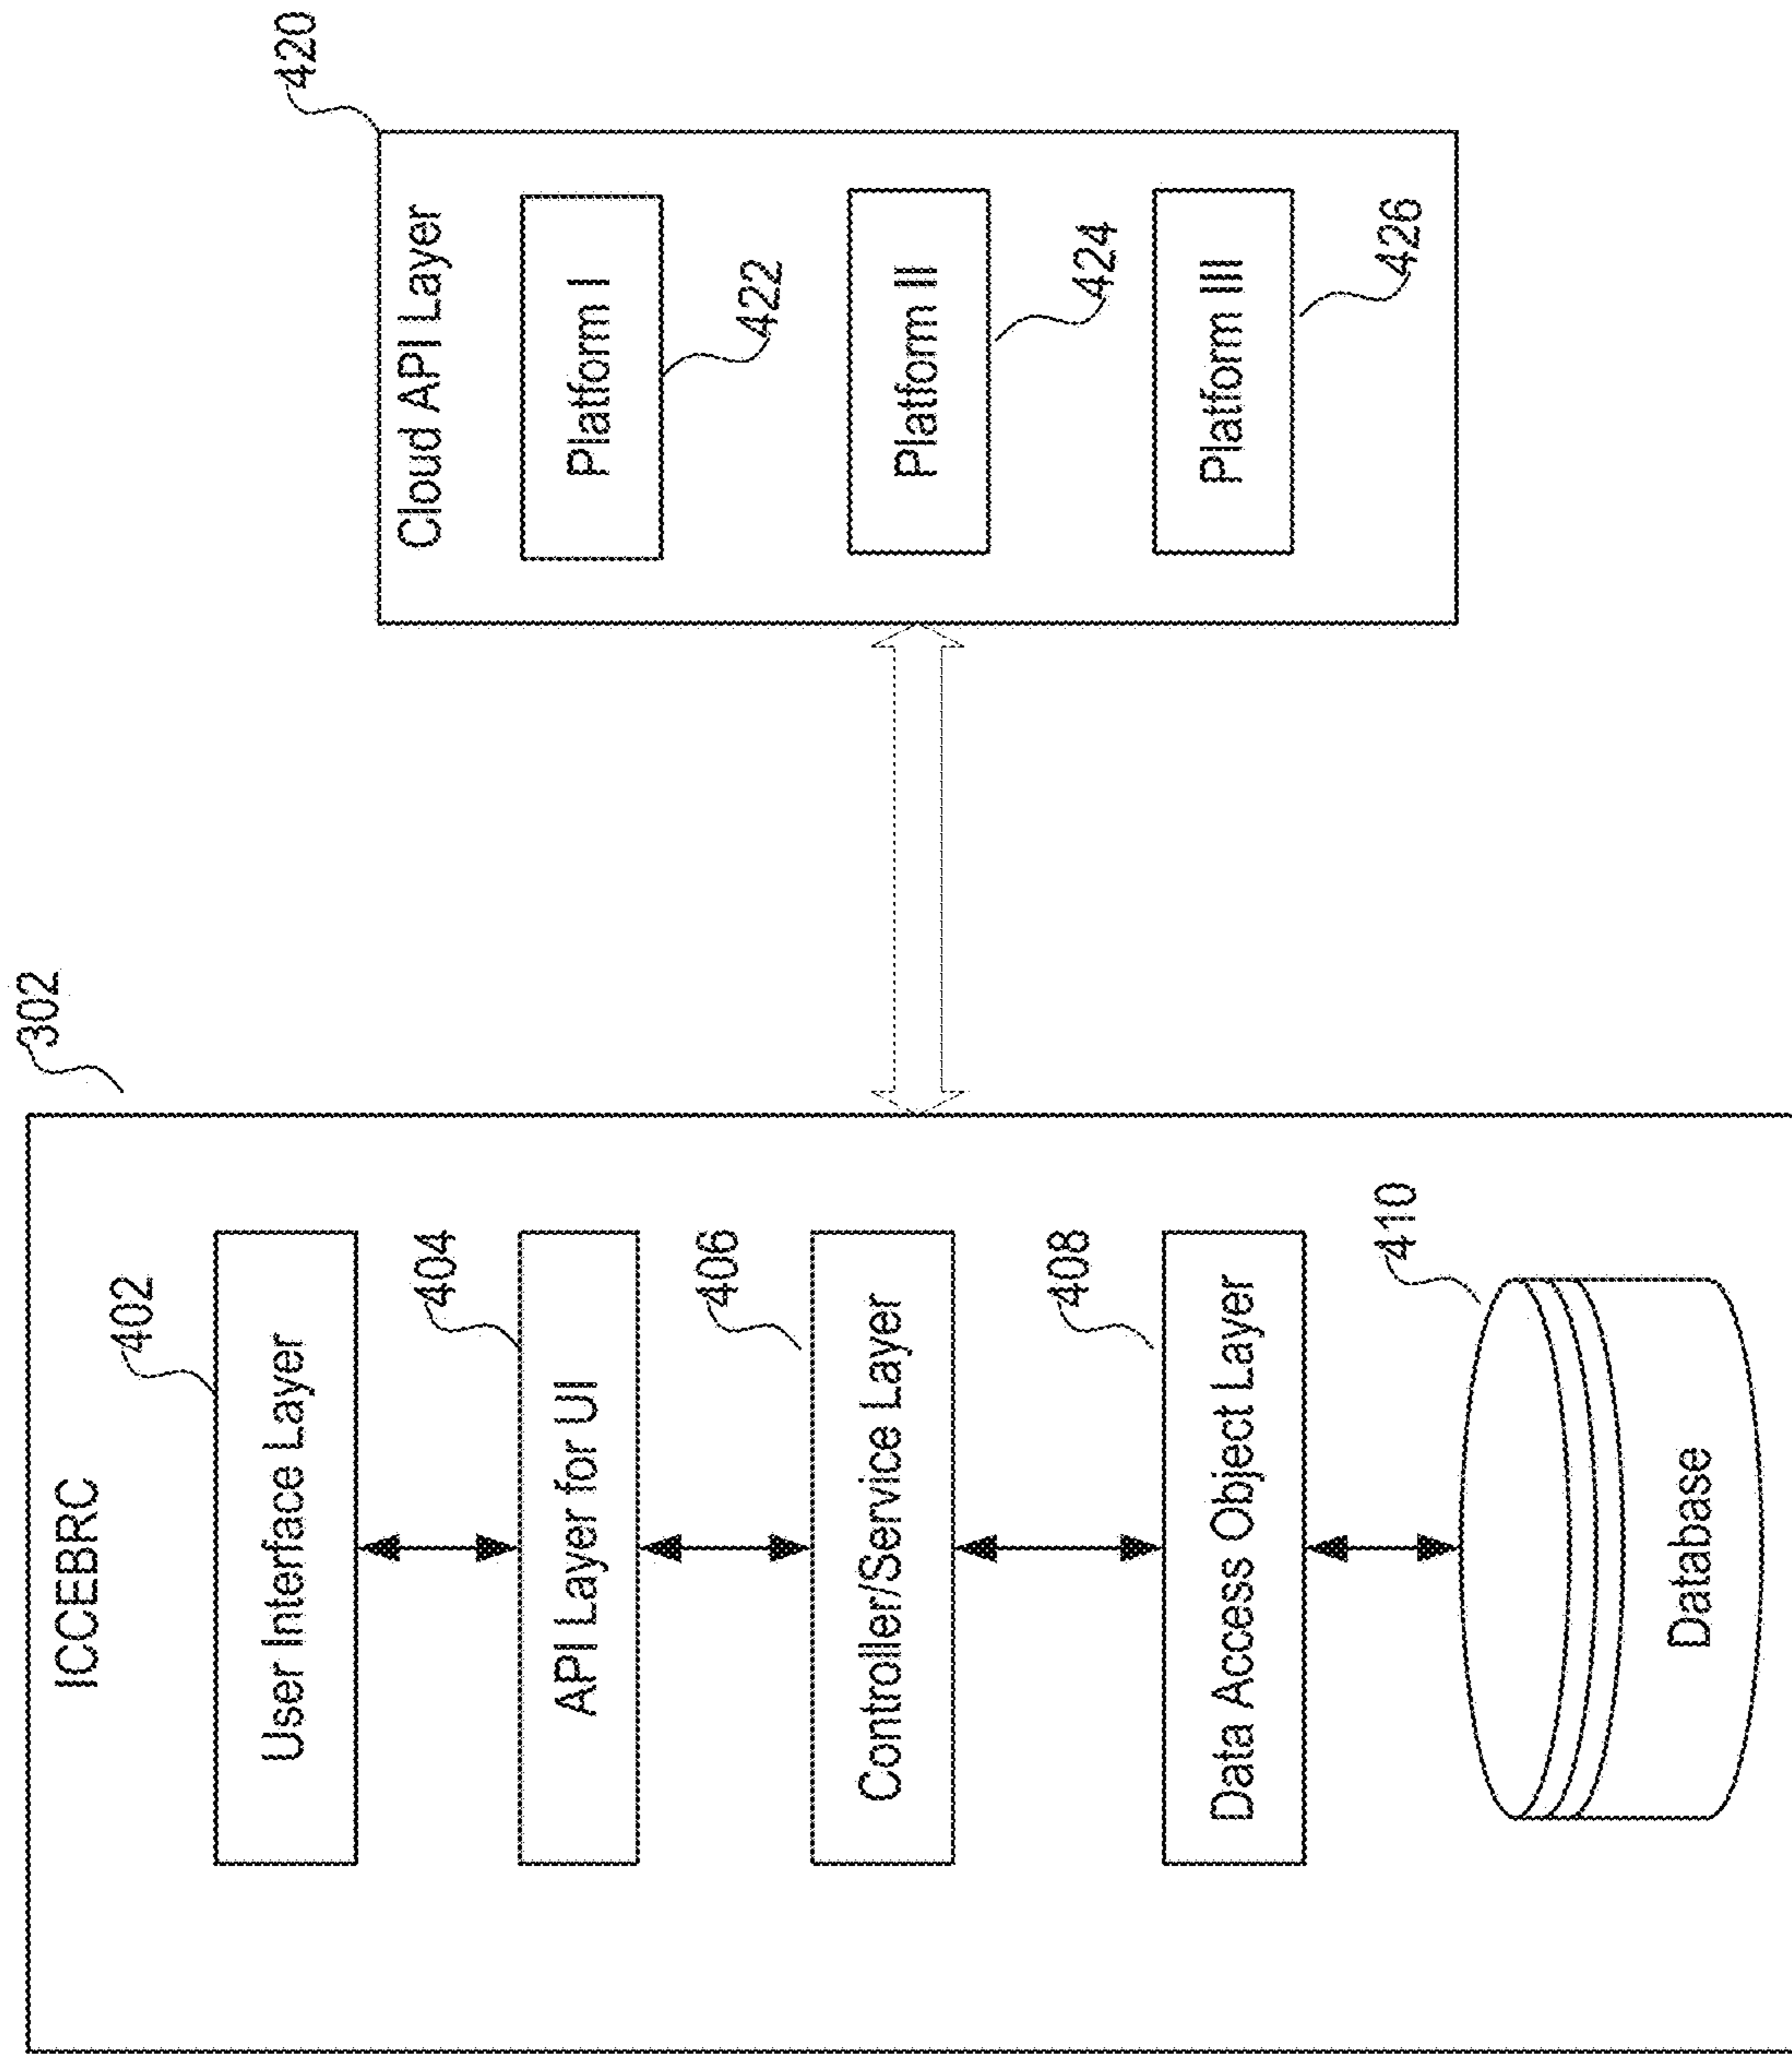 ICCEBRC
302
402
User Interface Layer
404
API Layer for UI
406
Controller/Service Layer
408
Data Access Object Layer
410
Database
420
Cloud API Layer
Platform I
422
Platform II
424
Platform III
426